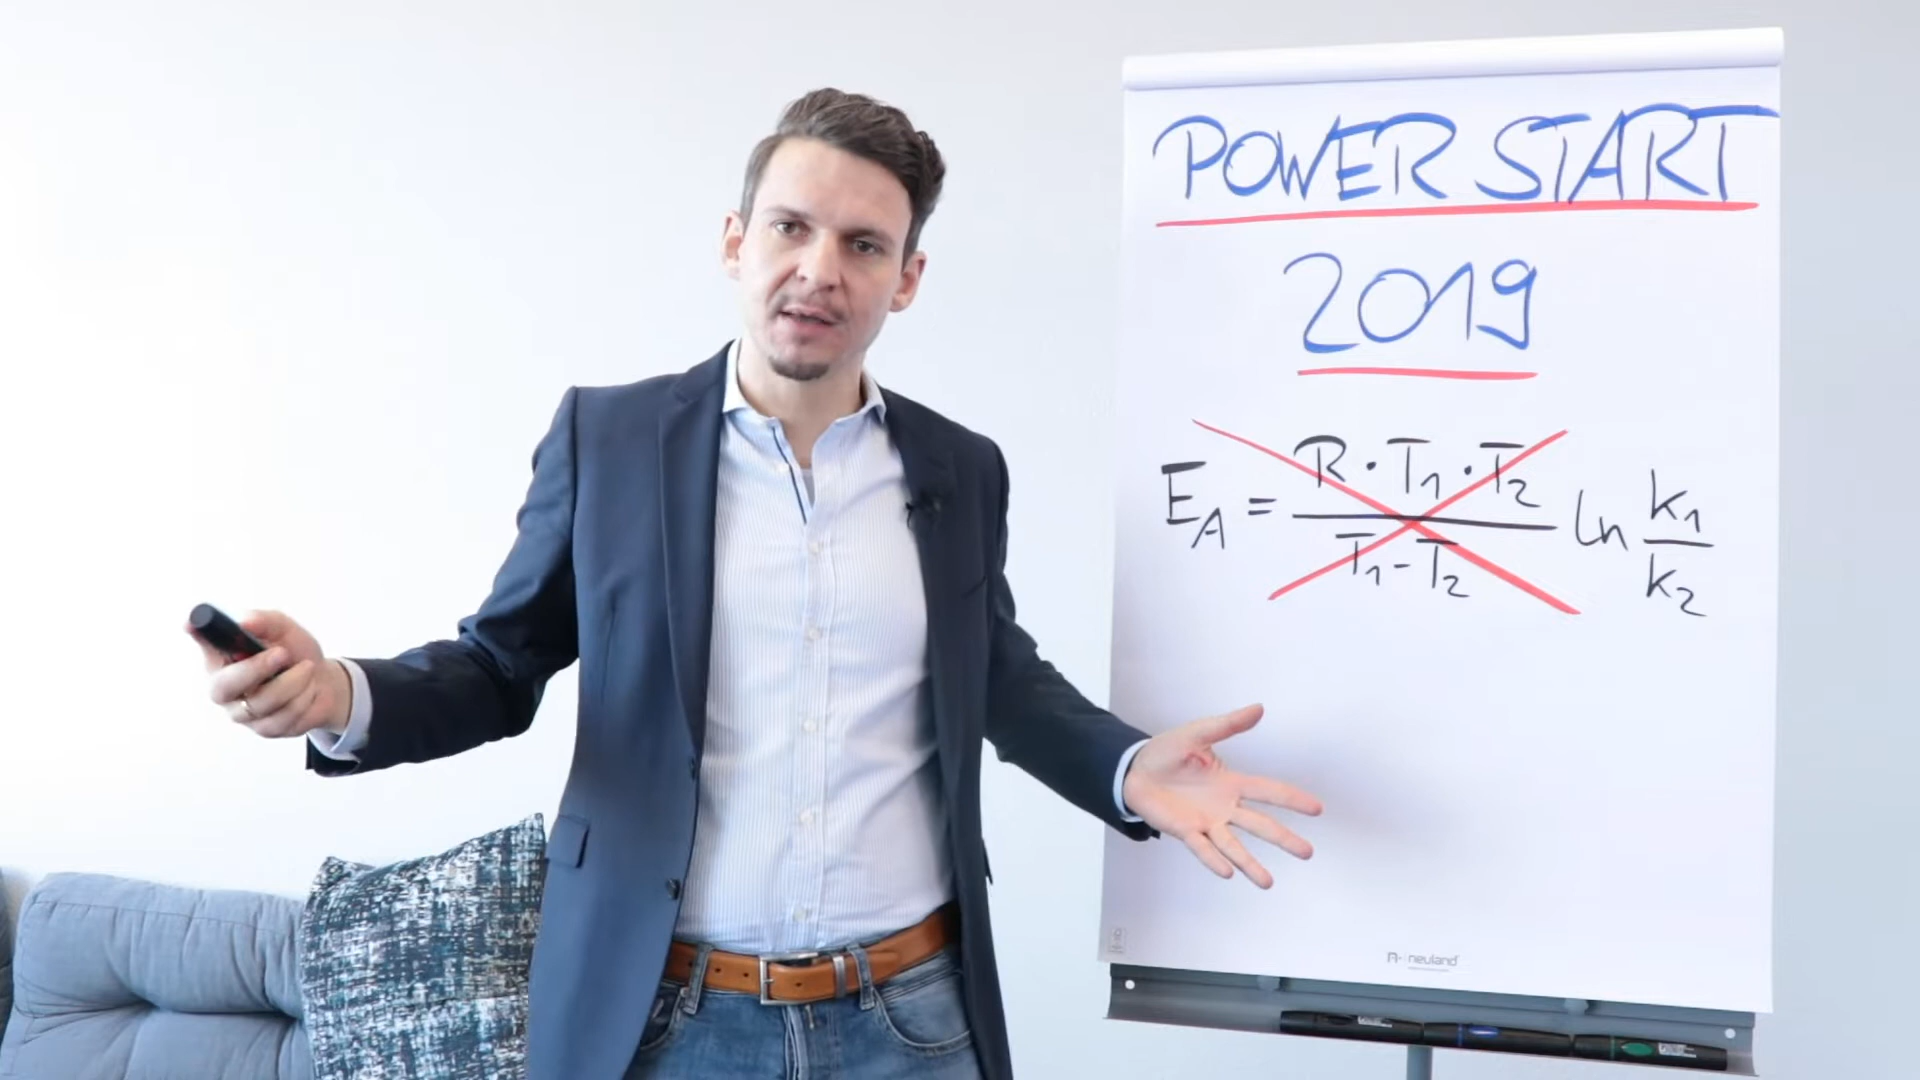 POWER START
2019
E_A = (R · T_1 · T_2) / (T_1 - T_2) ln k_1 / k_2
neuland